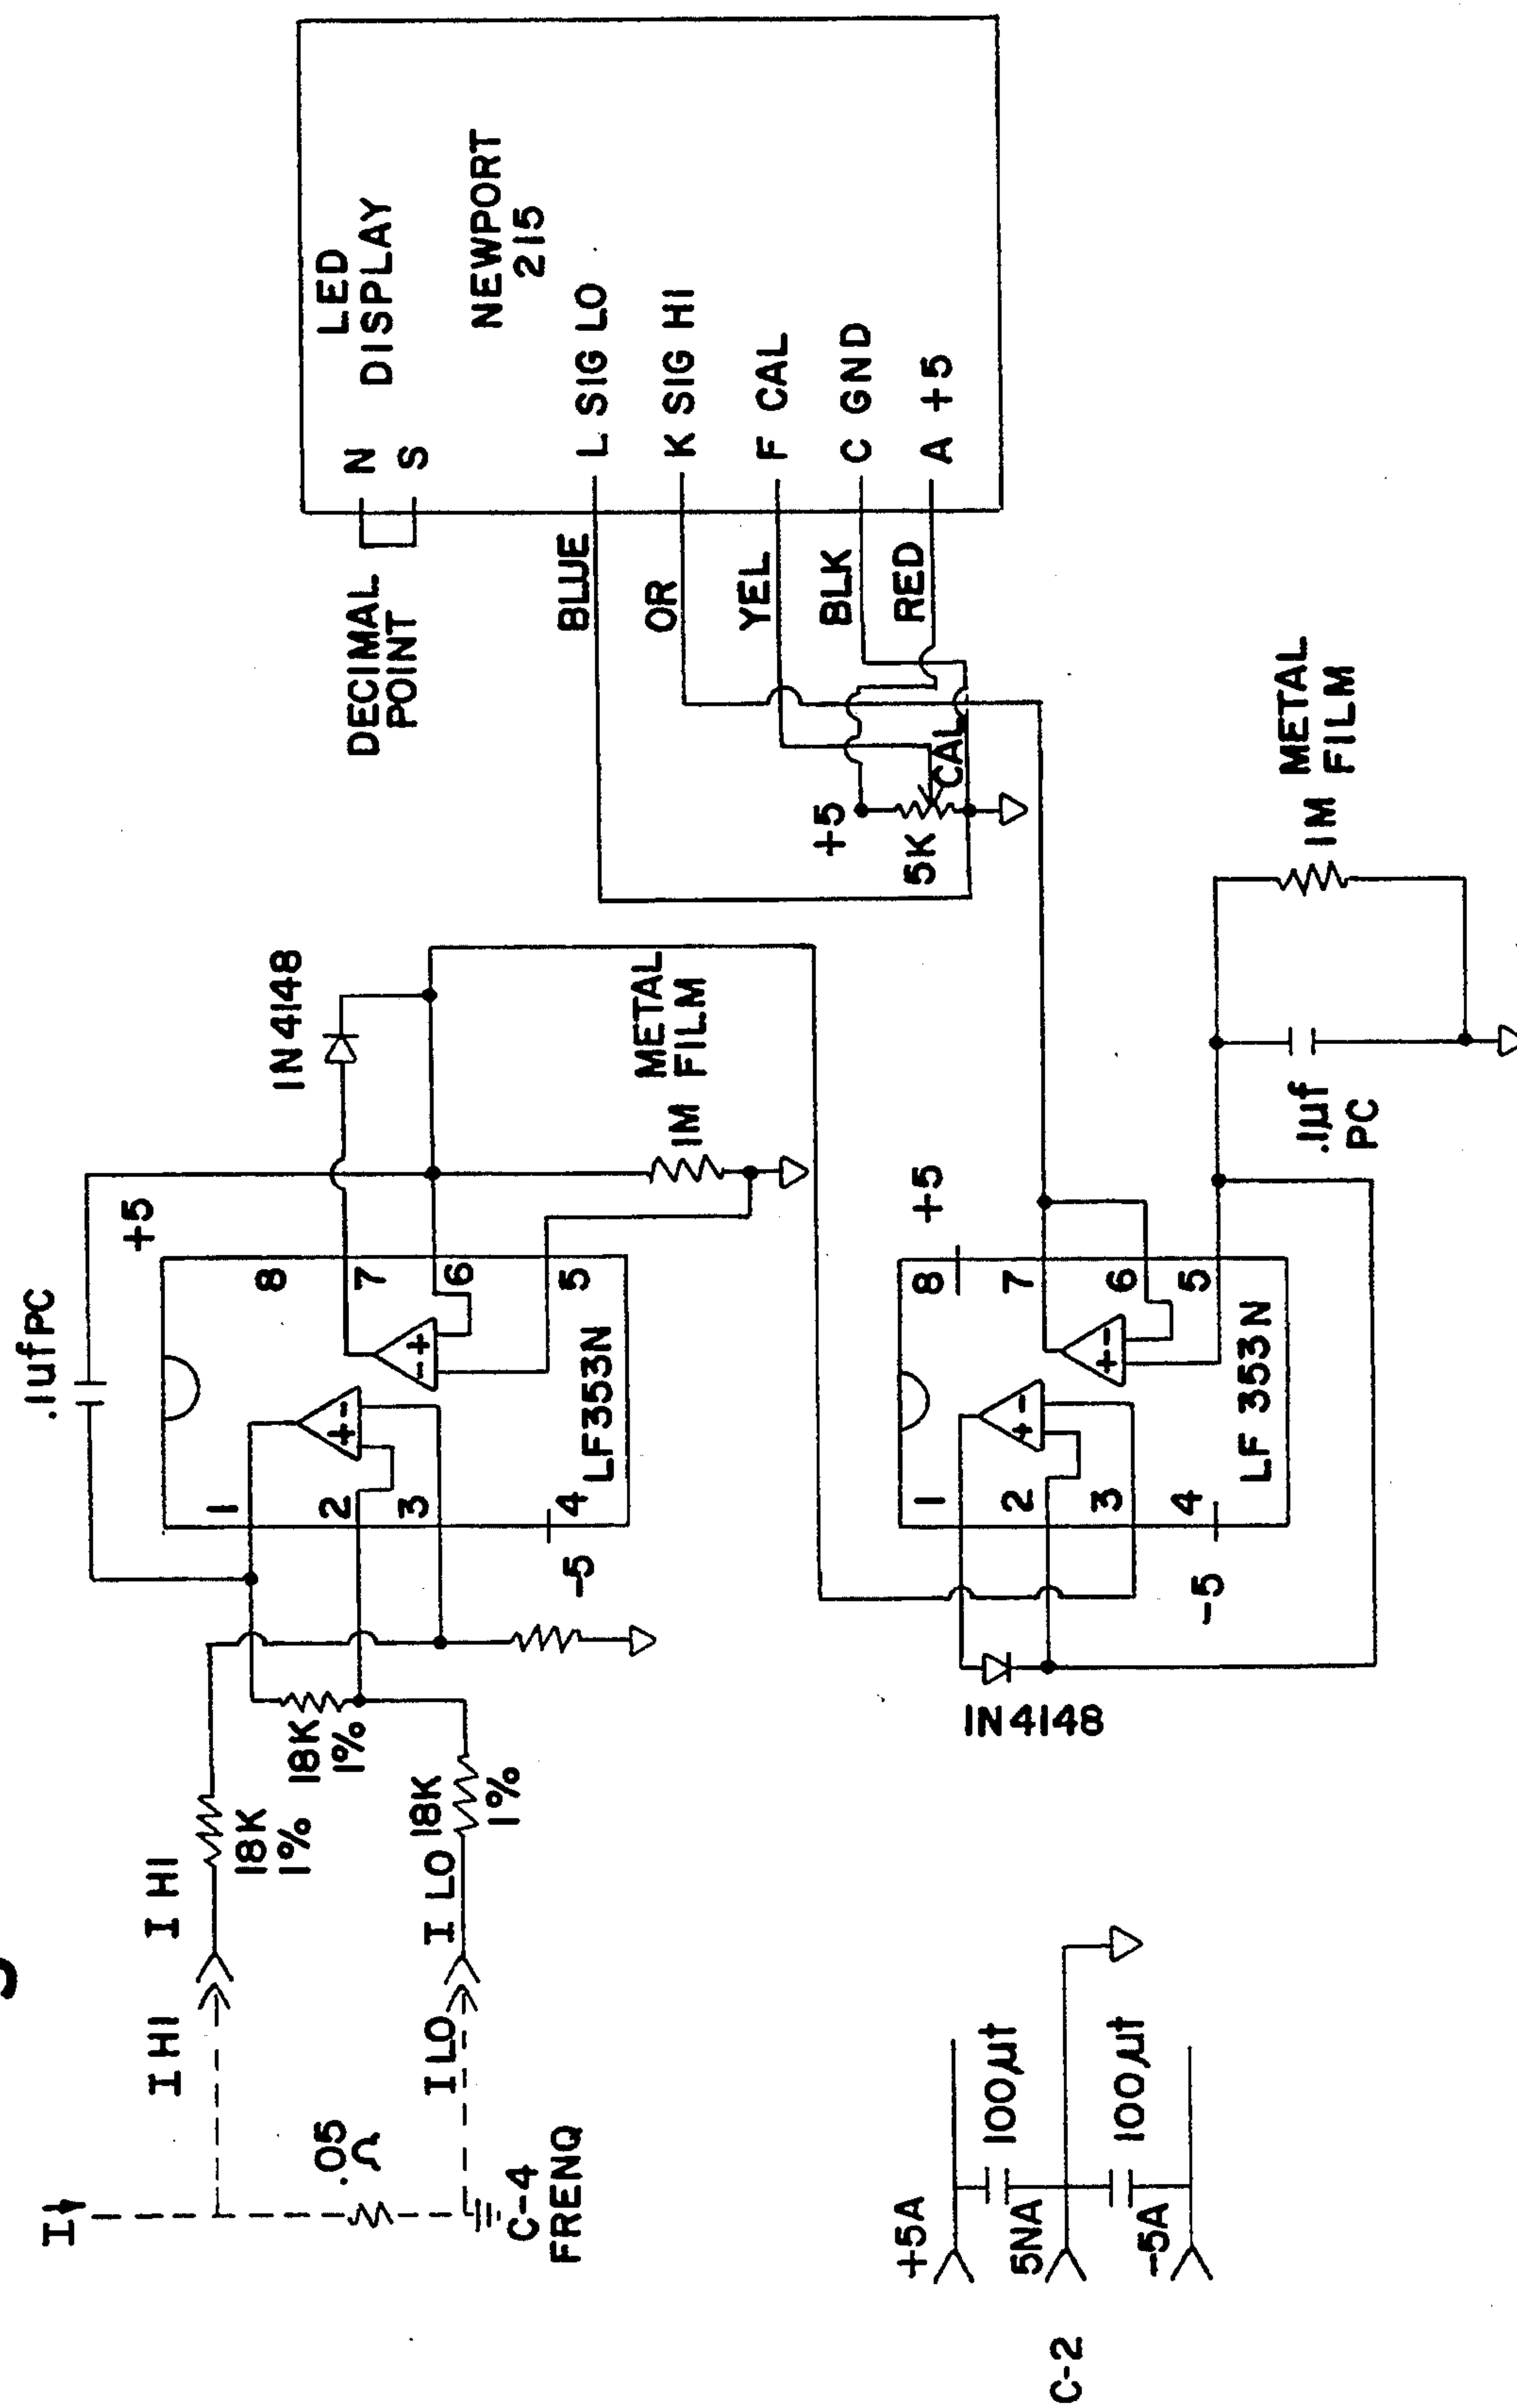 I
I HI
I HI
.05
Ω
I LO
I LO
C-4
FRENQ
18K
1%
18K
1%
18K
1%
.1ufPC
+5
1
2
3
4
-5
8
7
6
5
+ -
- +
LF353N
IN4148
1M
METAL
FILM
DECIMAL
POINT
N
S
LED
DISPLAY
NEWPORT
215
BLUE
L SIG LO
OR
K SIG HI
YEL
F CAL
BLK
C GND
RED
A +5
+5
5K
CAL
+5A
100µf
5NA
100µf
-5A
C-2
IN4148
1
2
3
4
-5
+5
8
7
6
5
+ -
+ -
LF 353N
.1µf
PC
1M
METAL
FILM